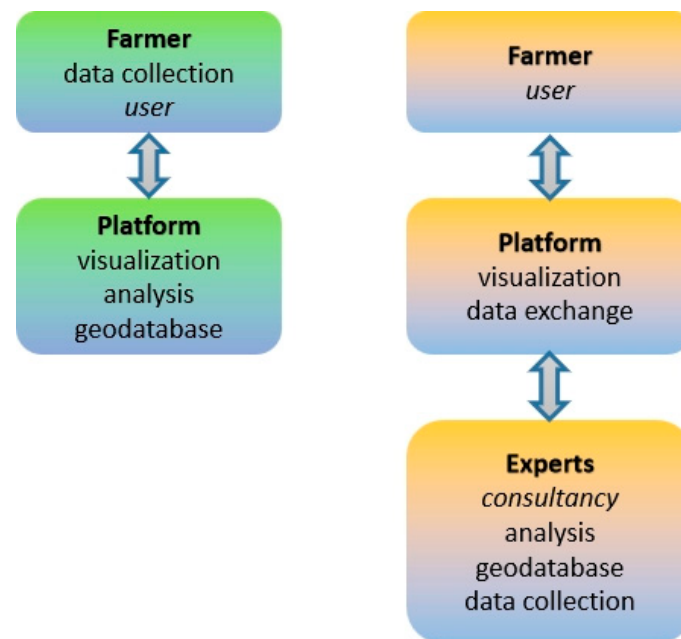 Farmer
data collection
user
Platform
visualization
analysis
geodatabase
Farmer
user
Platform
visualization
data exchange
Experts
consultancy
analysis
geodatabase
data collection